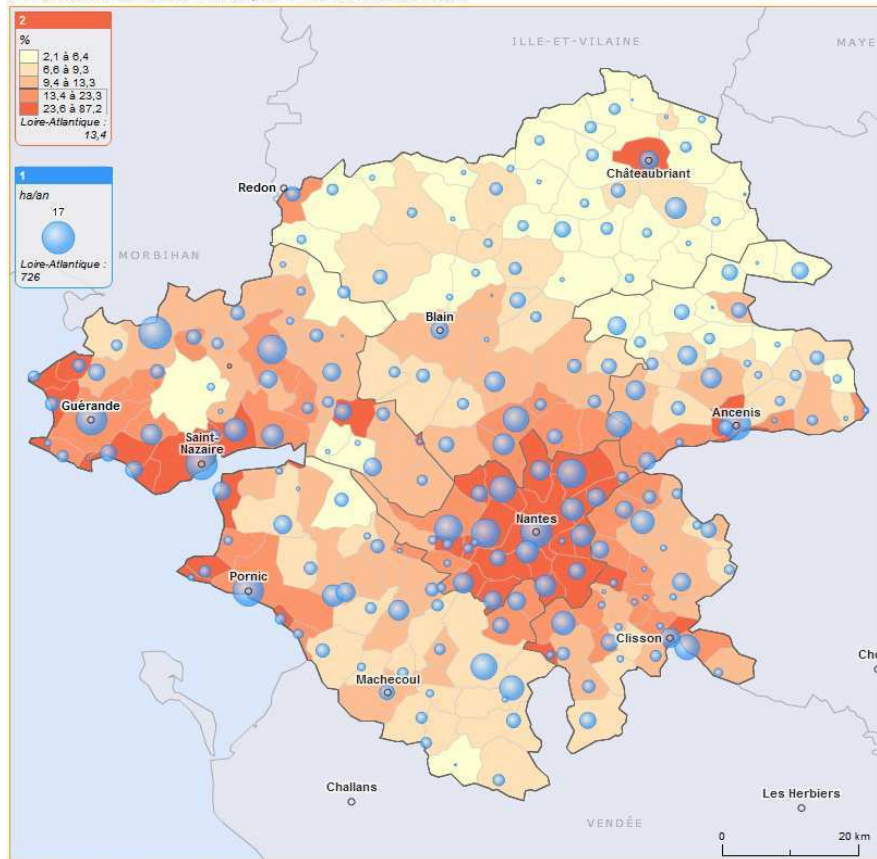 2
%
2,1 à 6,4
6,6 à 9,3
9,4 à 13,3
13,4 à 23,3
23,6 à 87,2
Loire-Atlantique :
13,4
1
ha/an
17
Loire-Atlantique :
726
ILLE-ET-VILAINE
MAYE
Châteaubriant
Redon
MORBIHAN
Blain
Guérande
Saint-
Nazaire
Ancenis
Nantes
Pornic
Clisson
Machecoul
Challans
Les Herbiers
VENDÉE
0
20 km